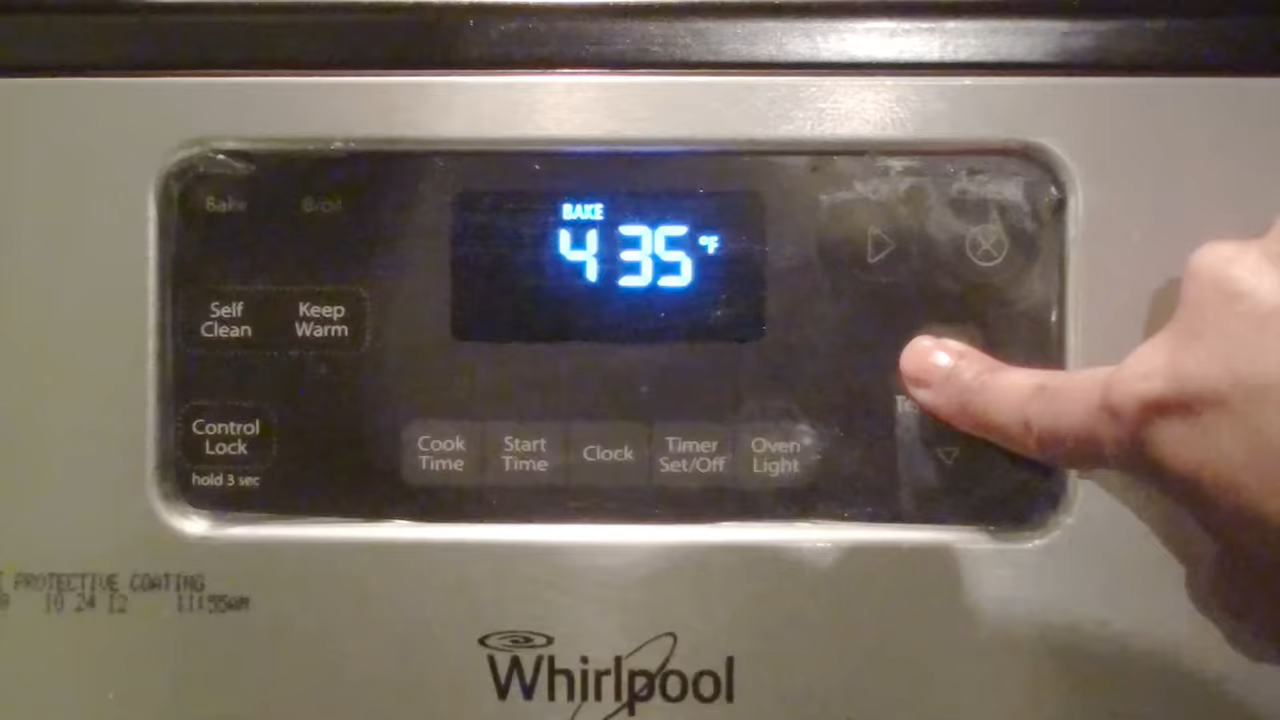 Bake Broil
BAKE
435 °F
Self
Clean
Keep
Warm
Control
Lock
hold 3 sec
Cook
Time
Start
Time
Clock
Timer
Set/Off
Oven
Light
PROTECTIVE COATING
10 24 12 11:55AM
Whirlpool